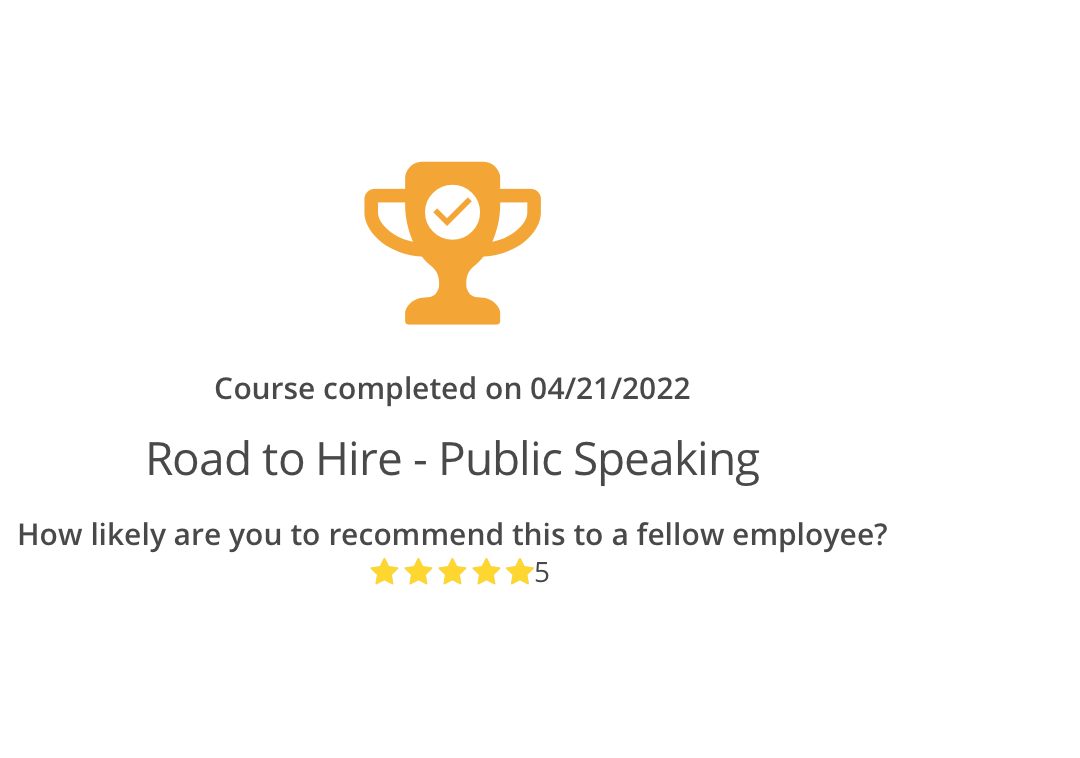 Course completed on 04/21/2022
Road to Hire - Public Speaking
How likely are you to recommend this to a fellow employee?
5